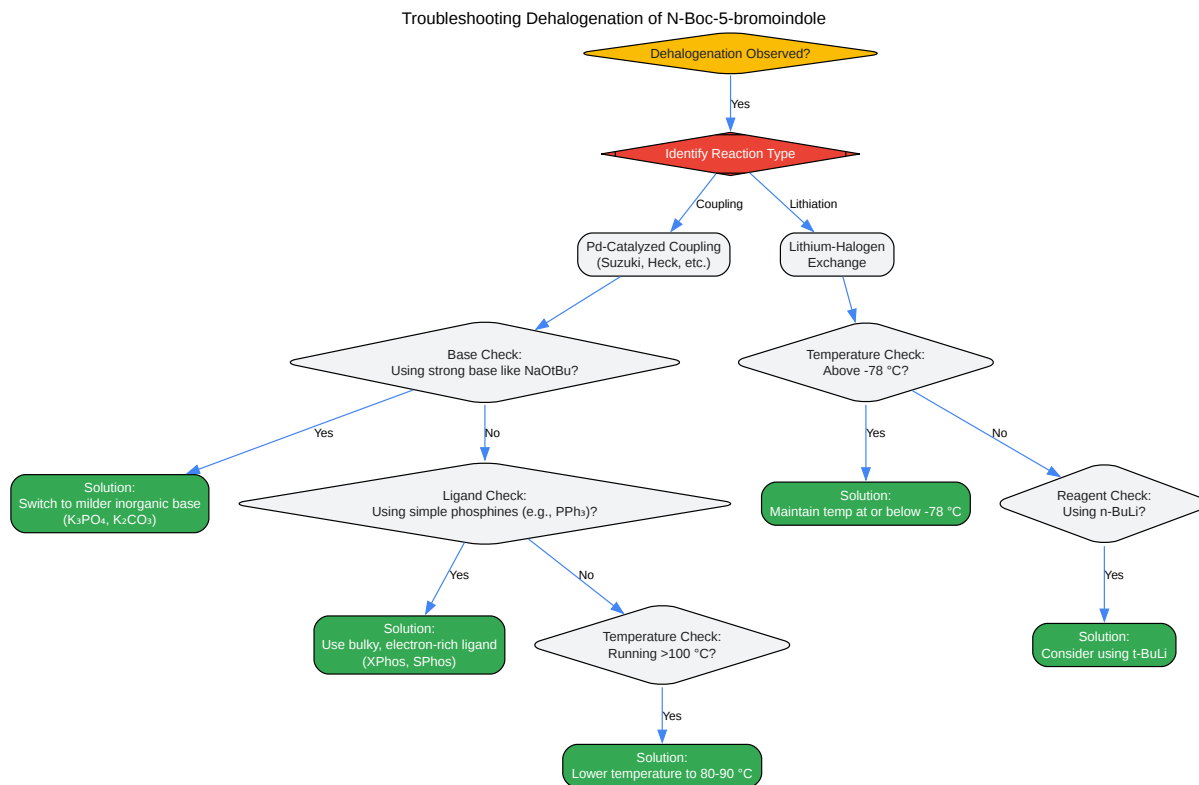 Troubleshooting Dehalogenation of N-Boc-5-bromoindole
Dehalogenation Observed?
Yes
Identify Reaction Type
Coupling
Lithiation
Pd-Catalyzed Coupling
(Suzuki, Heck, etc.)
Lithium-Halogen
Exchange
Base Check:
Using strong base like NaOtBu?
Temperature Check:
Above -78 °C?
Yes
No
Yes
No
Solution:
Switch to milder inorganic base
(K₃PO₄, K₂CO₃)
Ligand Check:
Using simple phosphines (e.g., PPh₃)?
Solution:
Maintain temp at or below -78 °C
Reagent Check:
Using n-BuLi?
Yes
No
Yes
Solution:
Use bulky, electron-rich ligand
(XPhos, SPhos)
Temperature Check:
Running >100 °C?
Solution:
Consider using t-BuLi
Yes
Solution:
Lower temperature to 80-90 °C